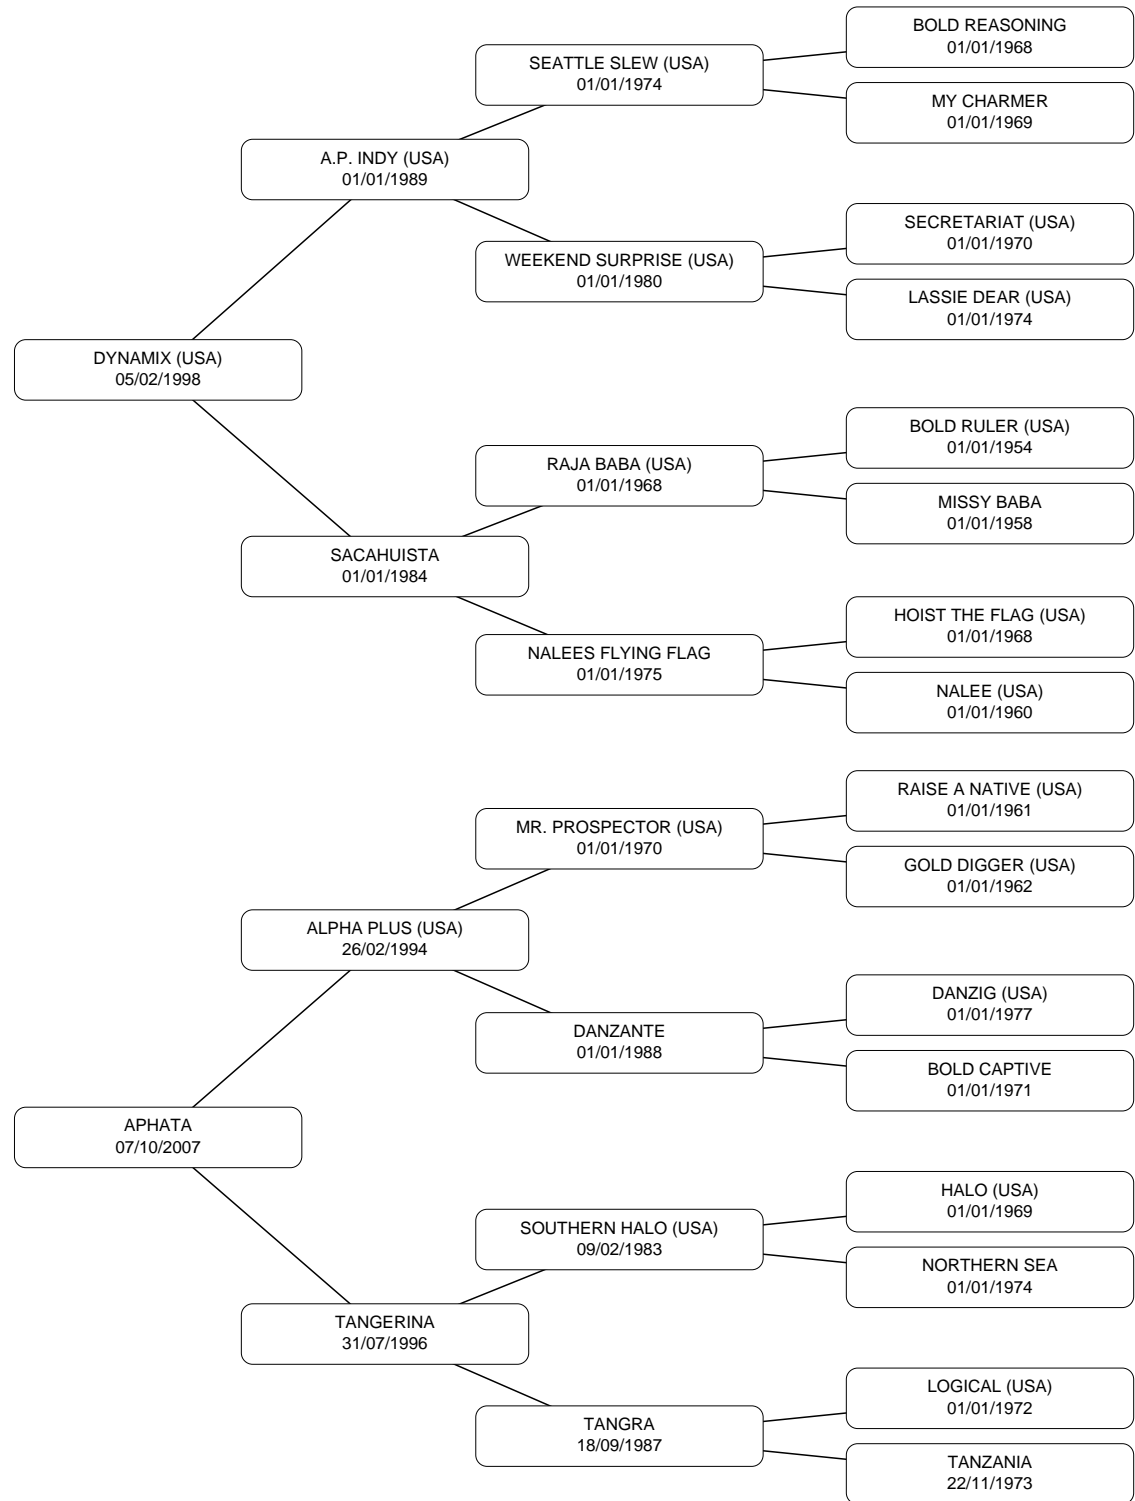 BOLD REASONING
01/01/1968
SEATTLE SLEW (USA)
01/01/1974
MY CHARMER
01/01/1969
A.P. INDY (USA)
01/01/1989
SECRETARIAT (USA)
01/01/1970
WEEKEND SURPRISE (USA)
01/01/1980
LASSIE DEAR (USA)
01/01/1974
DYNAMIX (USA)
05/02/1998
BOLD RULER (USA)
01/01/1954
RAJA BABA (USA)
01/01/1968
MISSY BABA
01/01/1958
SACAHUISTA
01/01/1984
HOIST THE FLAG (USA)
01/01/1968
NALEES FLYING FLAG
01/01/1975
NALEE (USA)
01/01/1960
RAISE A NATIVE (USA)
01/01/1961
MR. PROSPECTOR (USA)
01/01/1970
GOLD DIGGER (USA)
01/01/1962
ALPHA PLUS (USA)
26/02/1994
DANZIG (USA)
01/01/1977
DANZANTE
01/01/1988
BOLD CAPTIVE
01/01/1971
APHATA
07/10/2007
HALO (USA)
01/01/1969
SOUTHERN HALO (USA)
09/02/1983
NORTHERN SEA
01/01/1974
TANGERINA
31/07/1996
LOGICAL (USA)
01/01/1972
TANGRA
18/09/1987
TANZANIA
22/11/1973